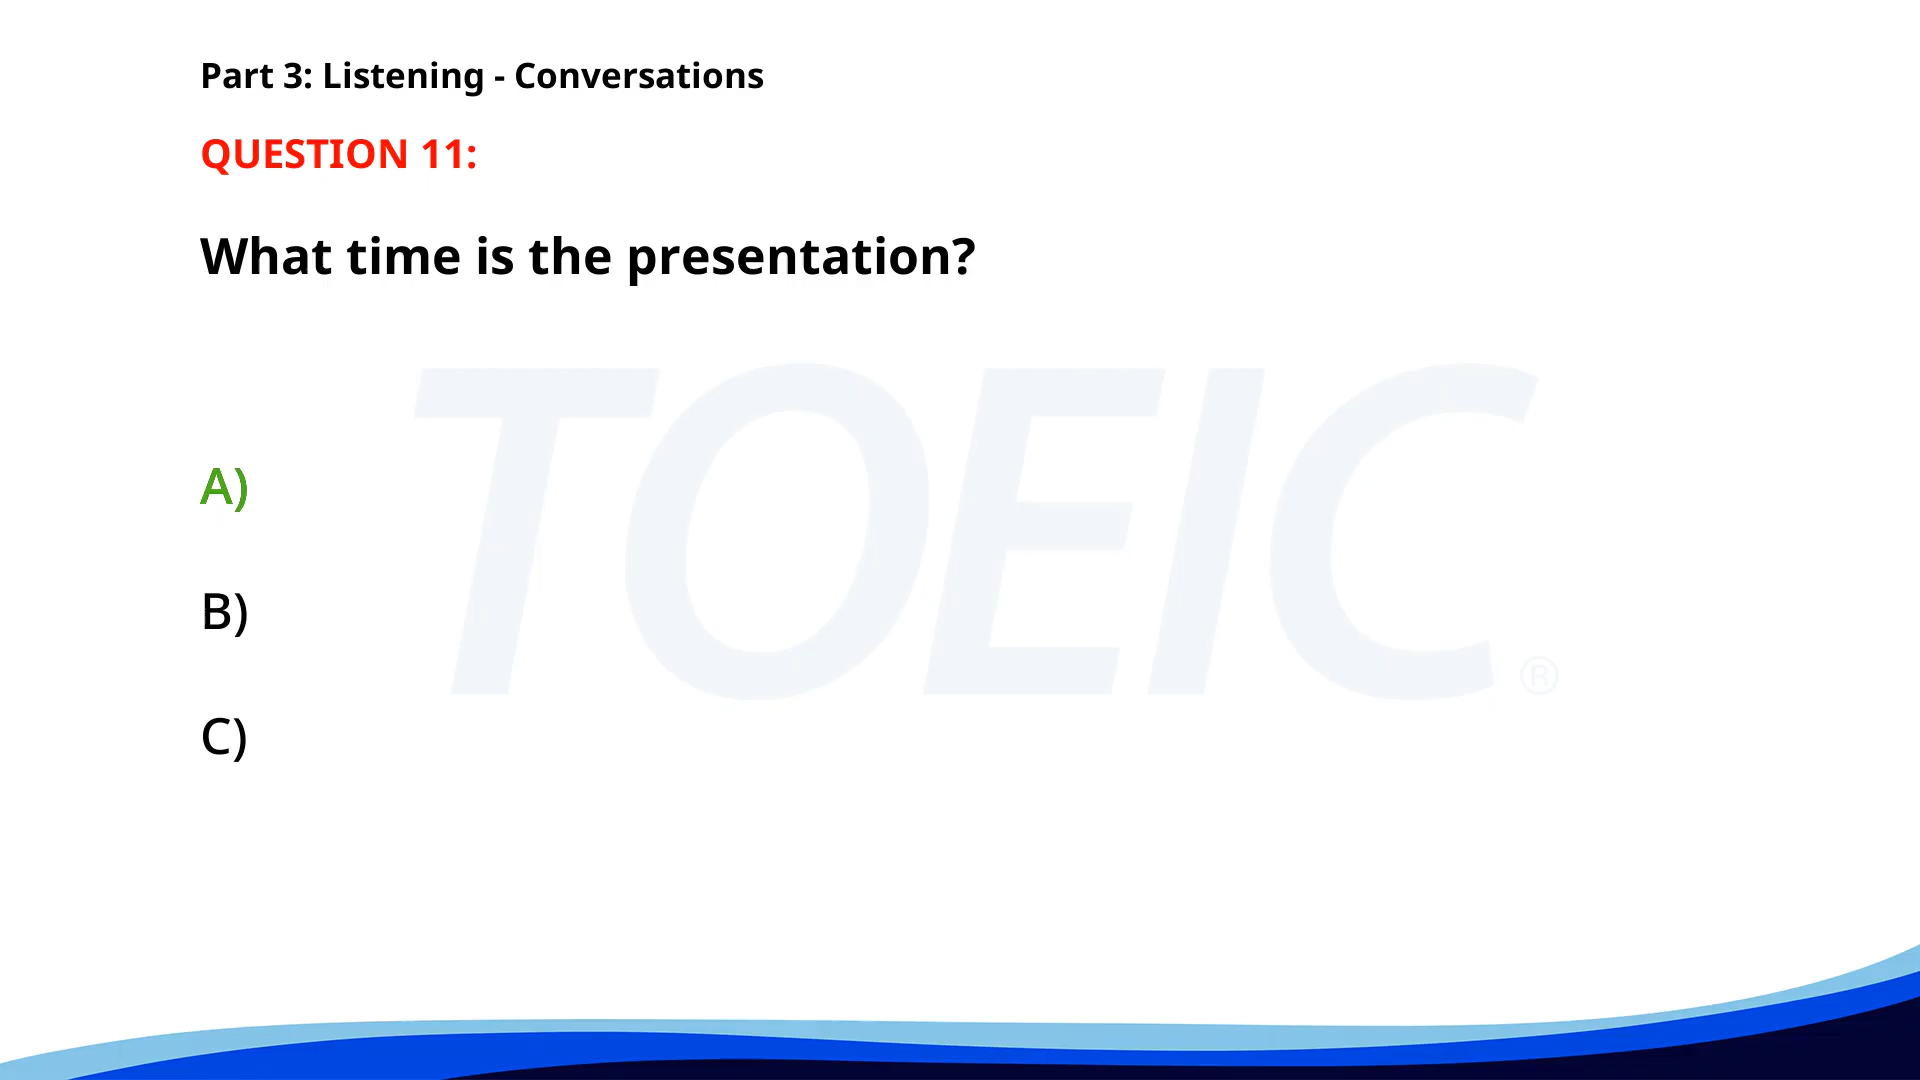 Part 3: Listening - Conversations
QUESTION 11:
What time is the presentation?
TOEIC®
A)
B)
C)